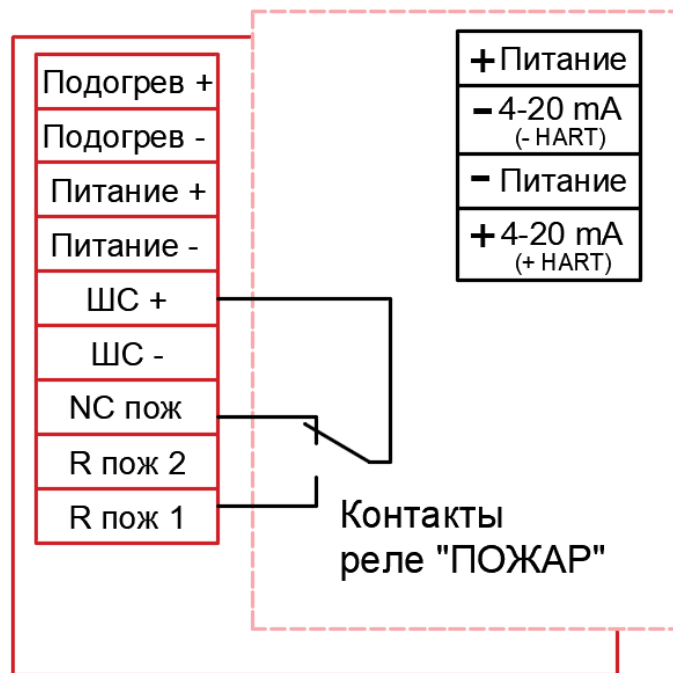 Подогрев +
Подогрев -
Питание +
Питание -
ШС +
ШС -
NC пож
R пож 2
R пож 1
+ Питание
- 4-20 mA
(- HART)
- Питание
+ 4-20 mA
(+ HART)
Контакты
реле "ПОЖАР"